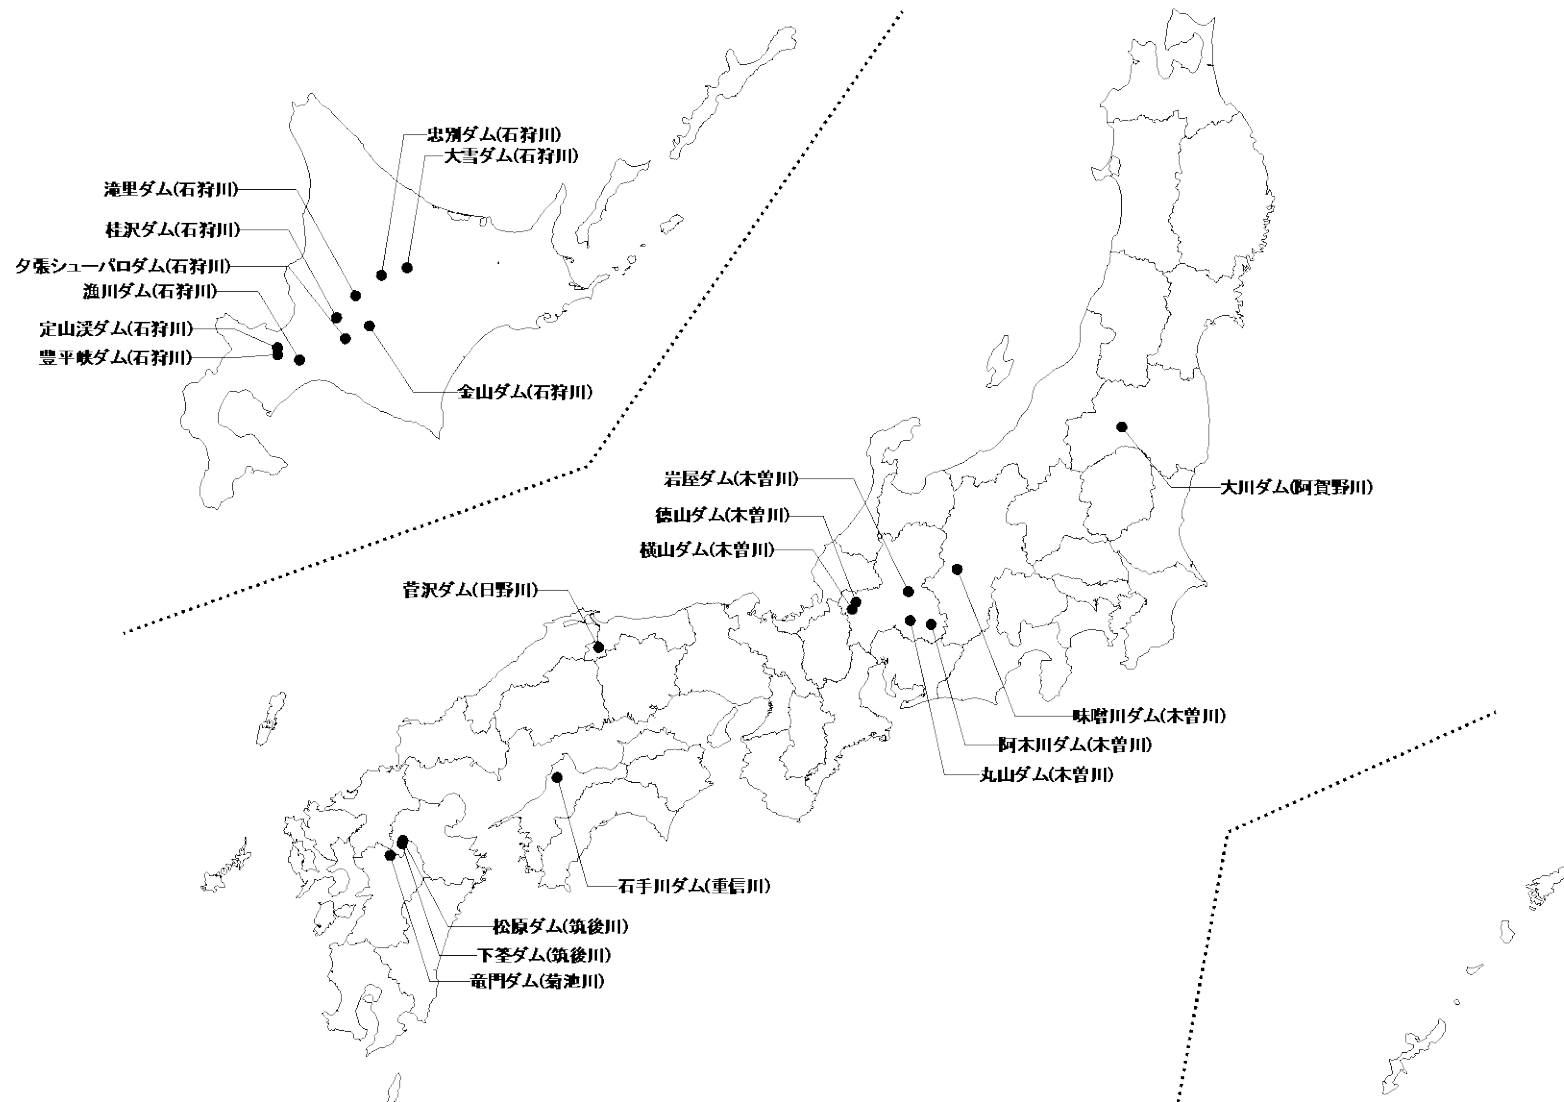 忠別ダム(石狩川)
大雪ダム(石狩川)
滝里ダム(石狩川)
桂沢ダム(石狩川)
夕張シューパロダム(石狩川)
漁川ダム(石狩川)
定山渓ダム(石狩川)
豊平峡ダム(石狩川)
金山ダム(石狩川)
岩屋ダム(木曽川)
大川ダム(阿賀野川)
徳山ダム(木曽川)
横山ダム(木曽川)
菅沢ダム(日野川)
味噌川ダム(木曽川)
阿木川ダム(木曽川)
丸山ダム(木曽川)
石手川ダム(重信川)
松原ダム(筑後川)
下筌ダム(筑後川)
竜門ダム(菊池川)